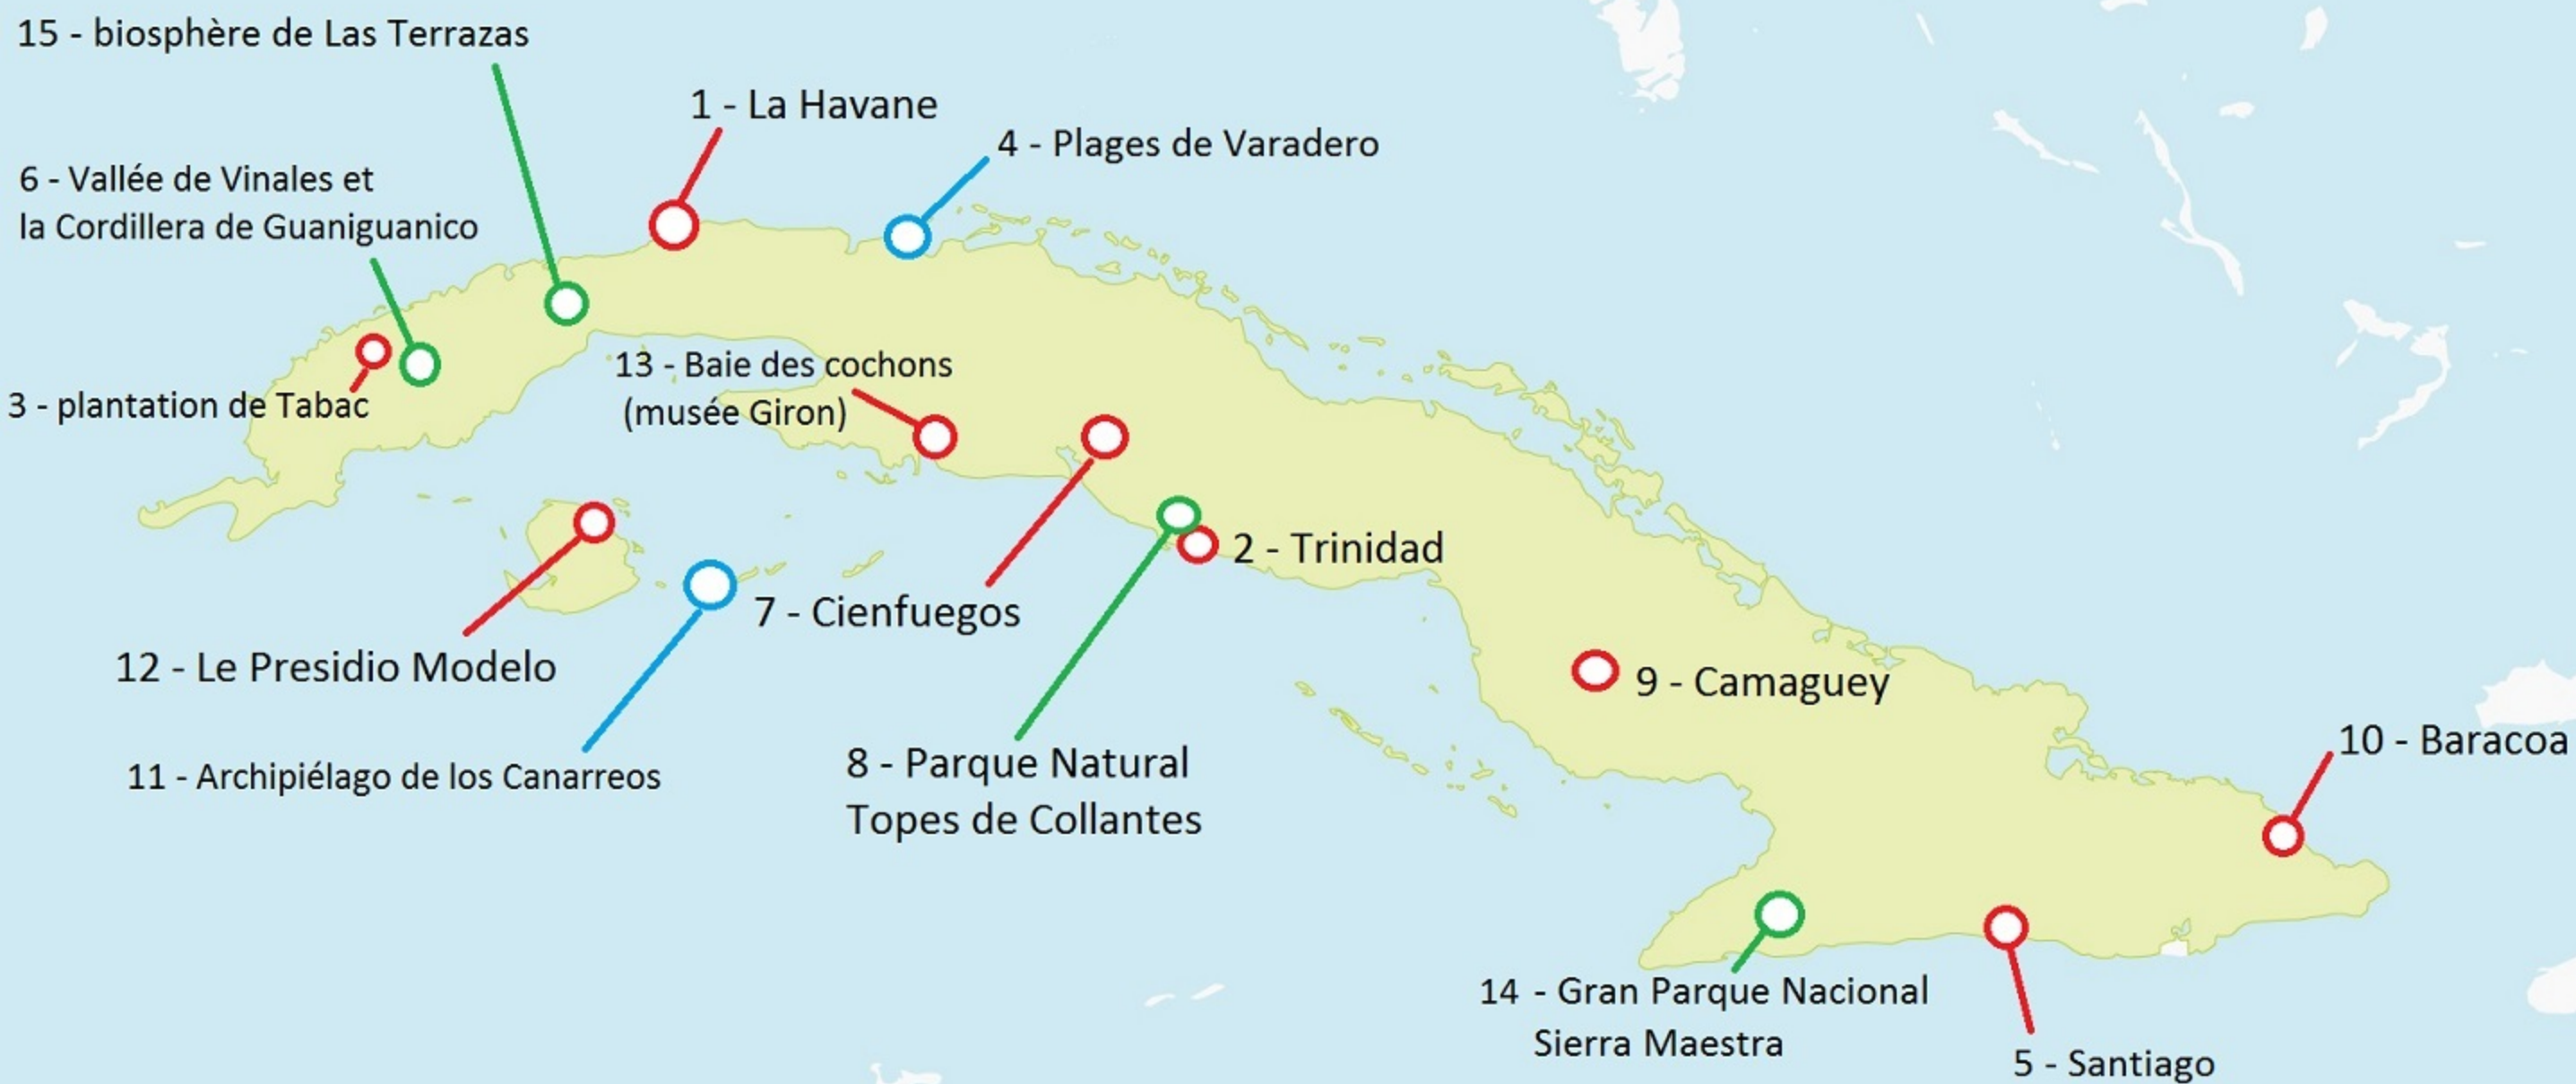 15 - biosphère de Las Terrazas
1 - La Havane
4 - Plages de Varadero
6 - Vallée de Vinales et
la Cordillera de Guaniguanico
13 - Baie des cochons
(musée Giron)
3 - plantation de Tabac
2 - Trinidad
7 - Cienfuegos
12 - Le Presidio Modelo
9 - Camaguey
10 - Baracoa
11 - Archipiélago de los Canarreos
8 - Parque Natural
Topes de Collantes
14 - Gran Parque Nacional
Sierra Maestra
5 - Santiago